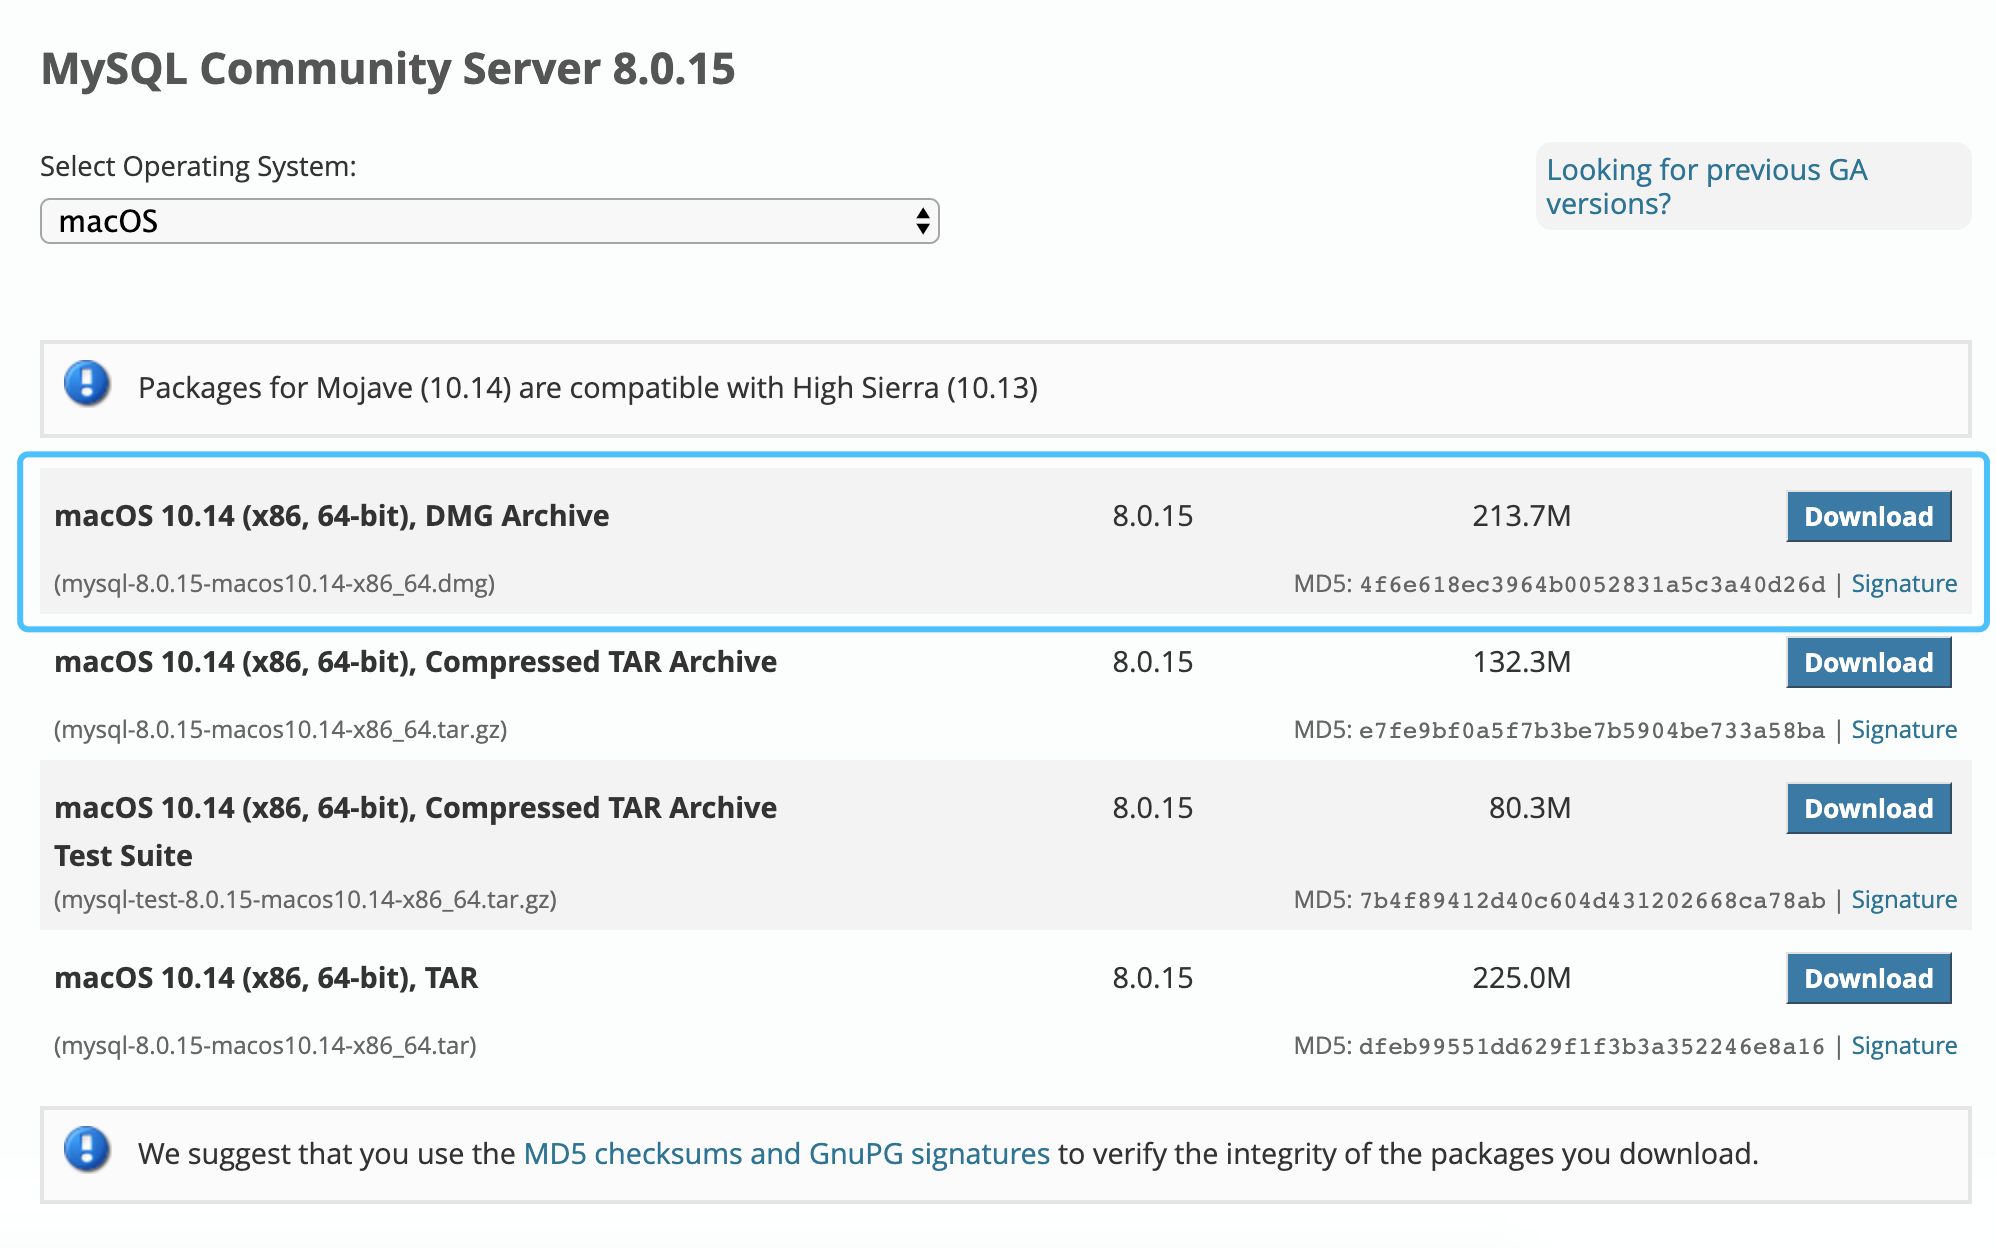 MySQL Community Server 8.0.15
Select Operating System:
macOS
Looking for previous GA
versions?
Packages for Mojave (10.14) are compatible with High Sierra (10.13)
macOS 10.14 (x86, 64-bit), DMG Archive 8.0.15 213.7M Download
(mysql-8.0.15-macos10.14-x86_64.dmg) MD5: 4f6e618ec3964b0052831a5c3a40d26d | Signature
macOS 10.14 (x86, 64-bit), Compressed TAR Archive 8.0.15 132.3M Download
(mysql-8.0.15-macos10.14-x86_64.tar.gz) MD5: e7fe9bf0a5f7b3be7b5904be733a58ba | Signature
macOS 10.14 (x86, 64-bit), Compressed TAR Archive 8.0.15 80.3M Download
Test Suite
(mysql-test-8.0.15-macos10.14-x86_64.tar.gz) MD5: 7b4f89412d40c604d431202668ca78ab | Signature
macOS 10.14 (x86, 64-bit), TAR 8.0.15 225.0M Download
(mysql-8.0.15-macos10.14-x86_64.tar) MD5: dfeb99551dd629f1f3b3a352246e8a16 | Signature
We suggest that you use the MD5 checksums and GnuPG signatures to verify the integrity of the packages you download.